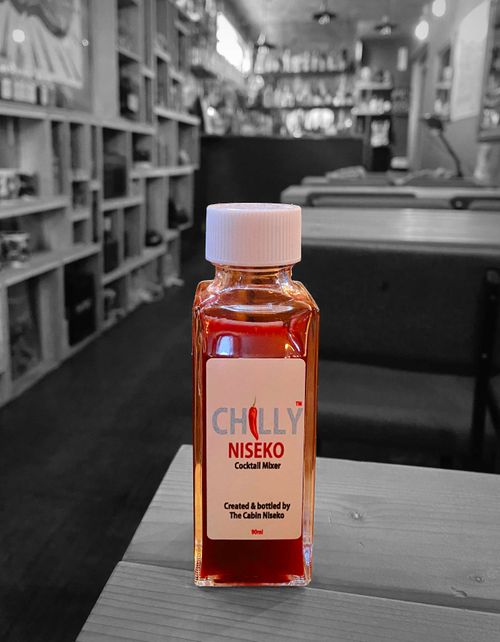 CHILLY™
NISEKO
Cocktail Mixer
Created & bottled by
The Cabin Niseko
90ml